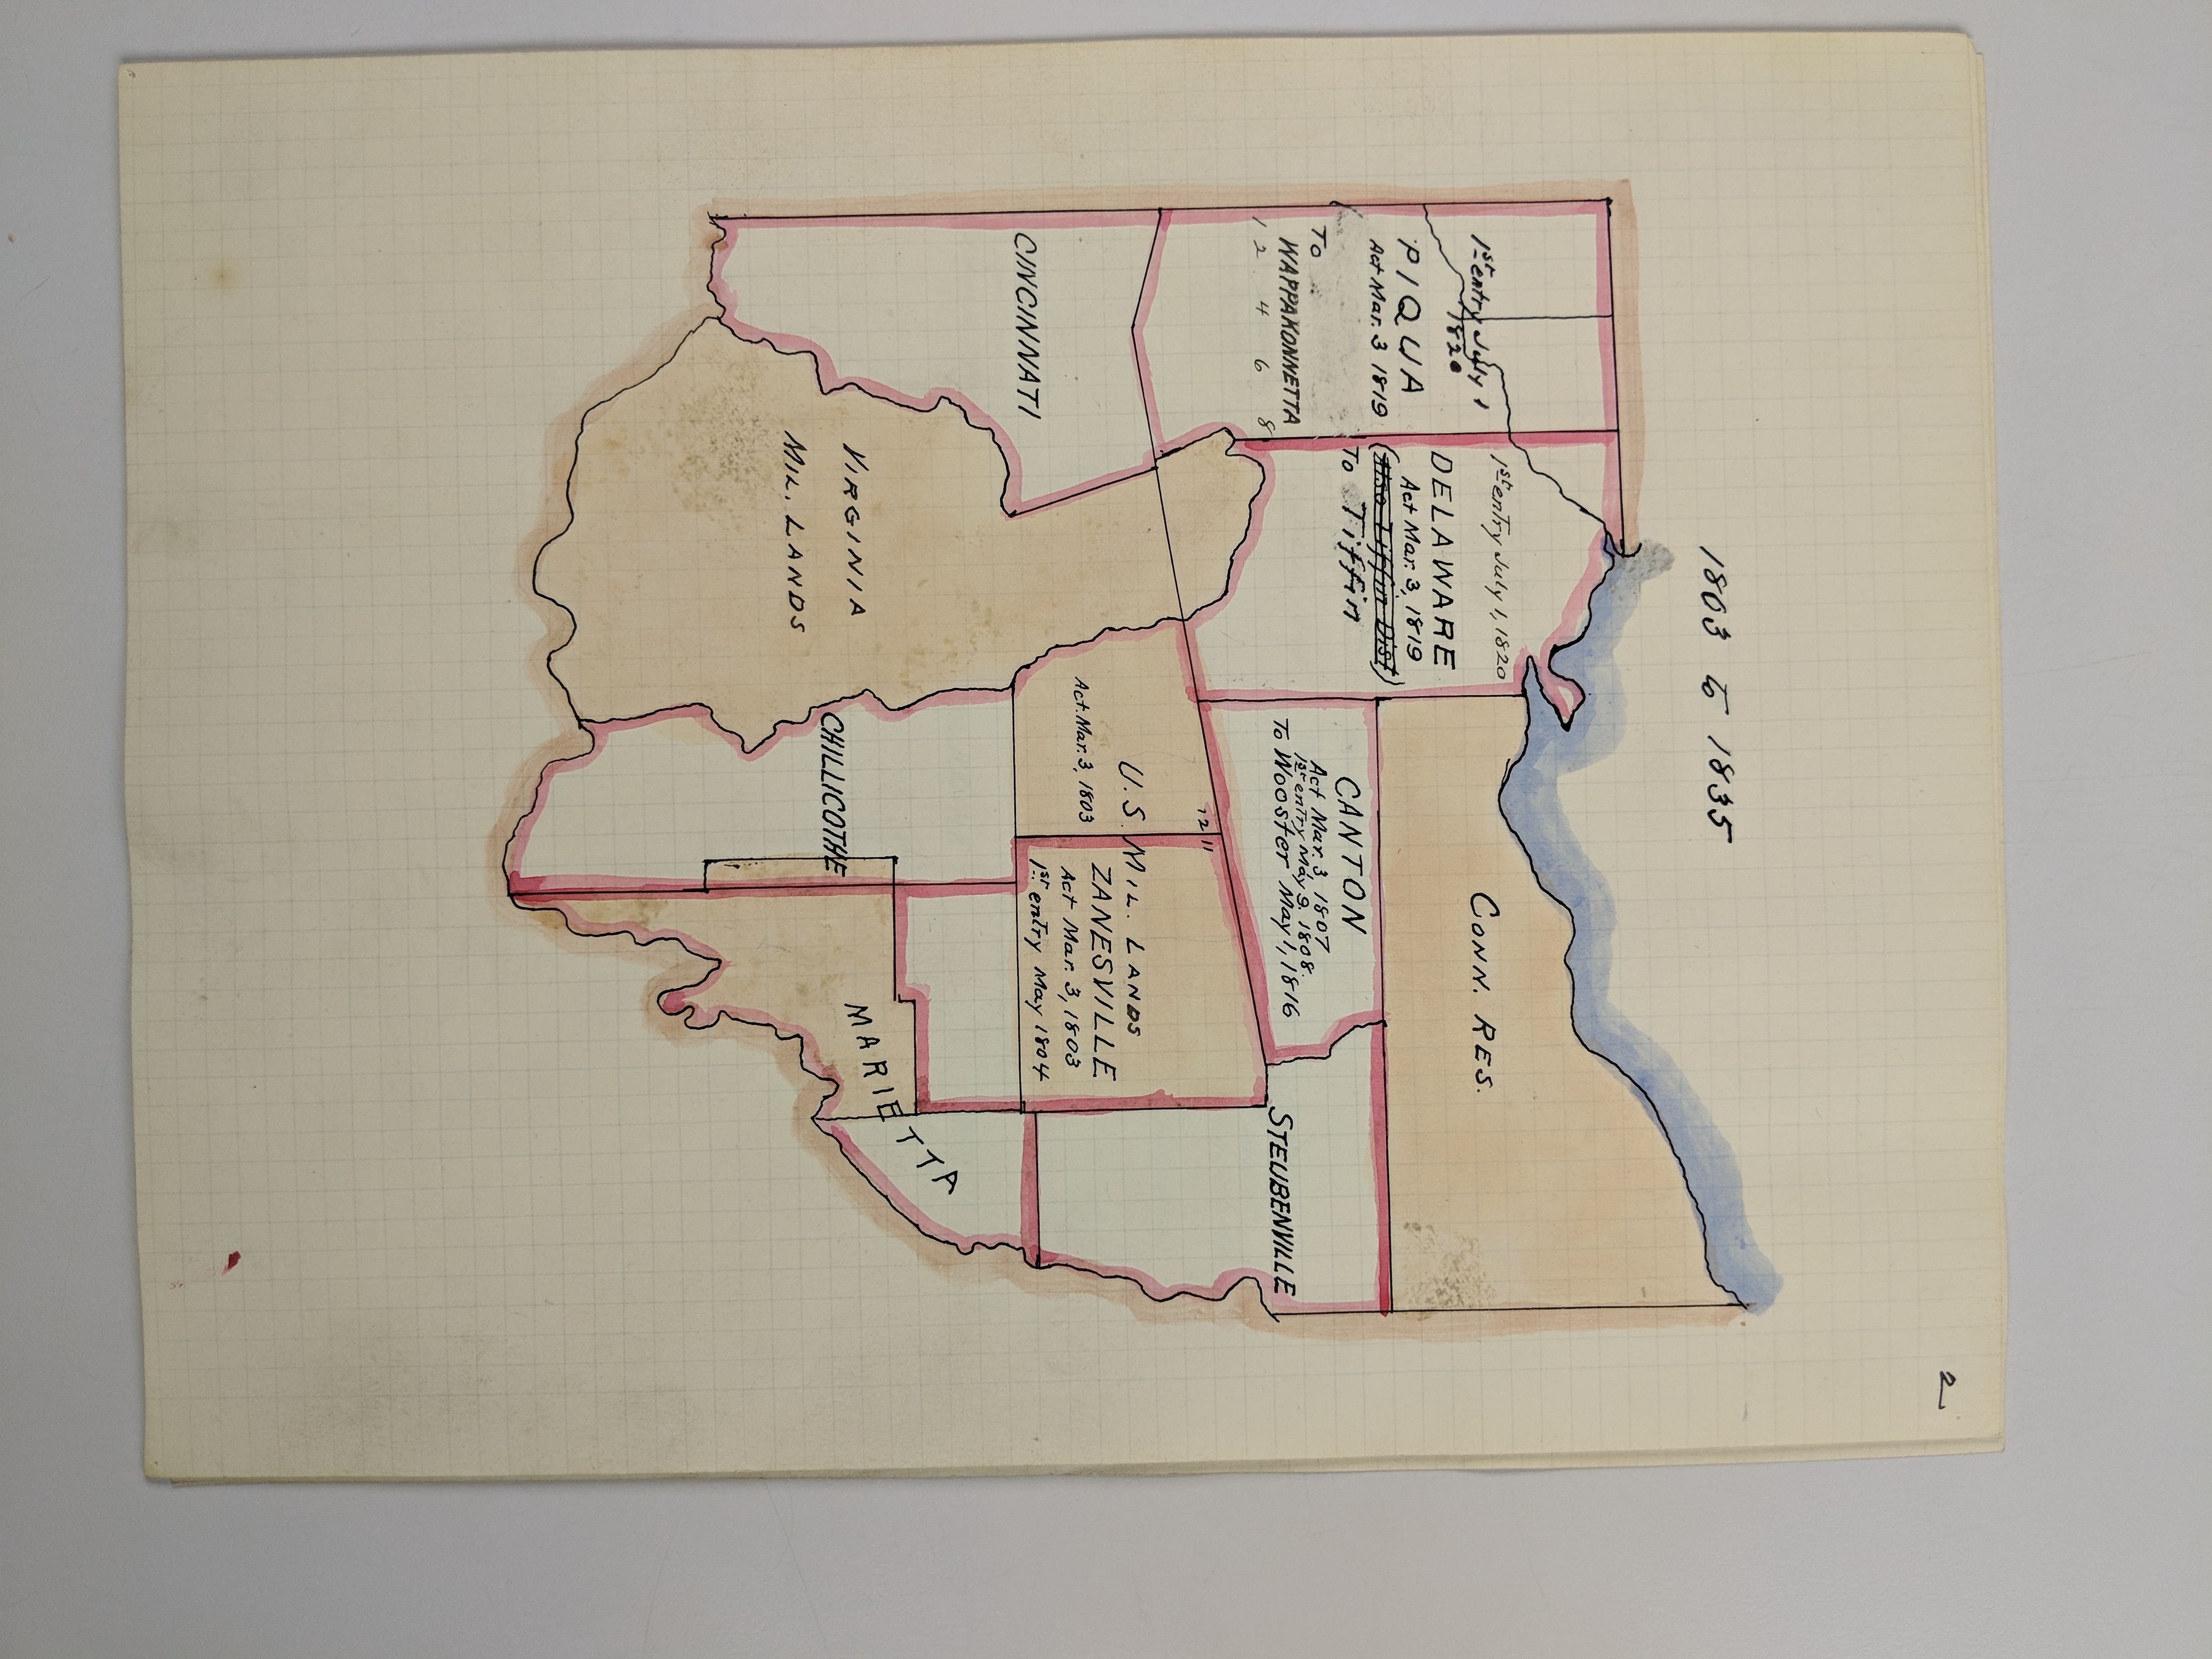 2
1803 to 1835
1st entry July 1
1820
PIQUA
Act Mar. 3 1819
To
WAPPAKONNETTA
1 2 4 6 8
1st entry July 1, 1820
DELAWARE
Act Mar. 3, 1819
(Also Tiffin Dist)
To Tiffin
CONN. RES.
CANTON
Act Mar. 3, 1807
1st entry May 9, 1808.
To Wooster May 1, 1816
STEUBENVILLE
12 11
U.S. MIL. LANDS
Act. Mar. 3, 1803
ZANESVILLE
Act Mar. 3, 1803
1st entry May 1804
CINCINNATI
VIRGINIA
MIL. LANDS
CHILLICOTHE
MARIETTA